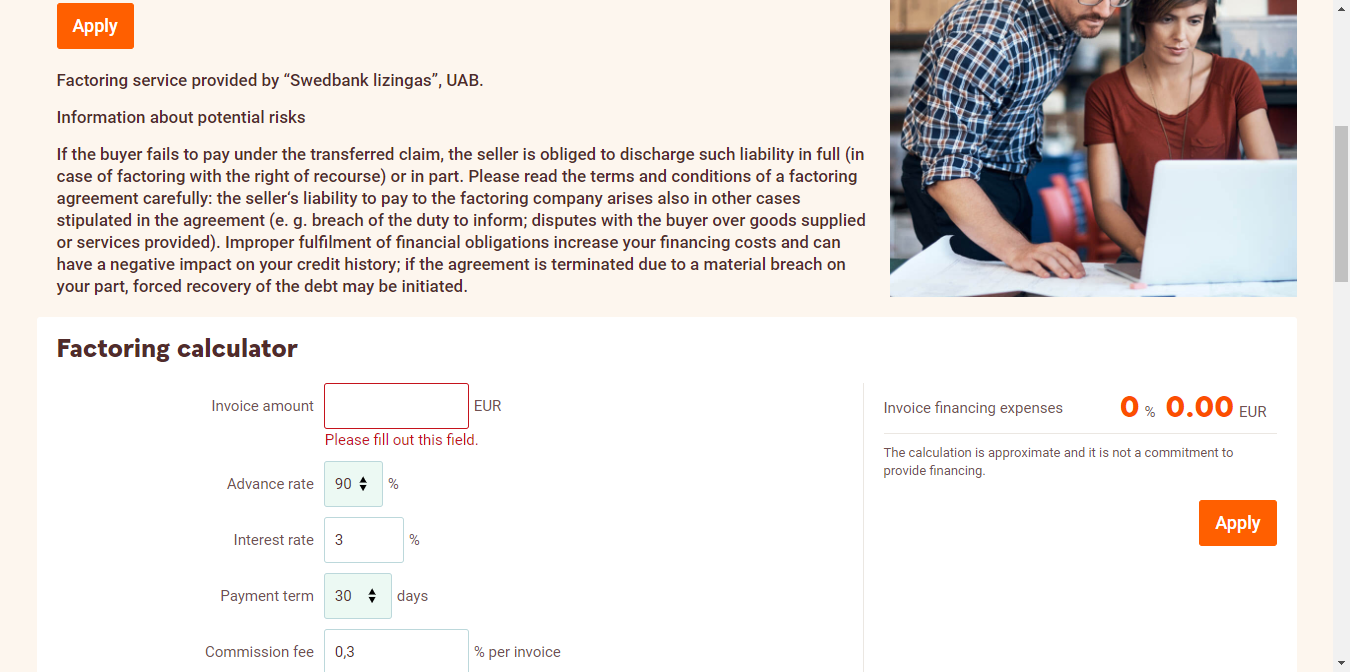 Apply
Factoring service provided by “Swedbank lizingas”, UAB.
Information about potential risks
If the buyer fails to pay under the transferred claim, the seller is obliged to discharge such liability in full (in
case of factoring with the right of recourse) or in part. Please read the terms and conditions of a factoring
agreement carefully: the seller‘s liability to pay to the factoring company arises also in other cases
stipulated in the agreement (e. g. breach of the duty to inform; disputes with the buyer over goods supplied
or services provided). Improper fulfilment of financial obligations increase your financing costs and can
have a negative impact on your credit history; if the agreement is terminated due to a material breach on
your part, forced recovery of the debt may be initiated.
Factoring calculator
Invoice amount EUR
Please fill out this field.
Advance rate 90 %
Interest rate 3 %
Payment term 30 days
Commission fee 0,3 % per invoice
Invoice financing expenses 0 % 0.00 EUR
The calculation is approximate and it is not a commitment to
provide financing.
Apply